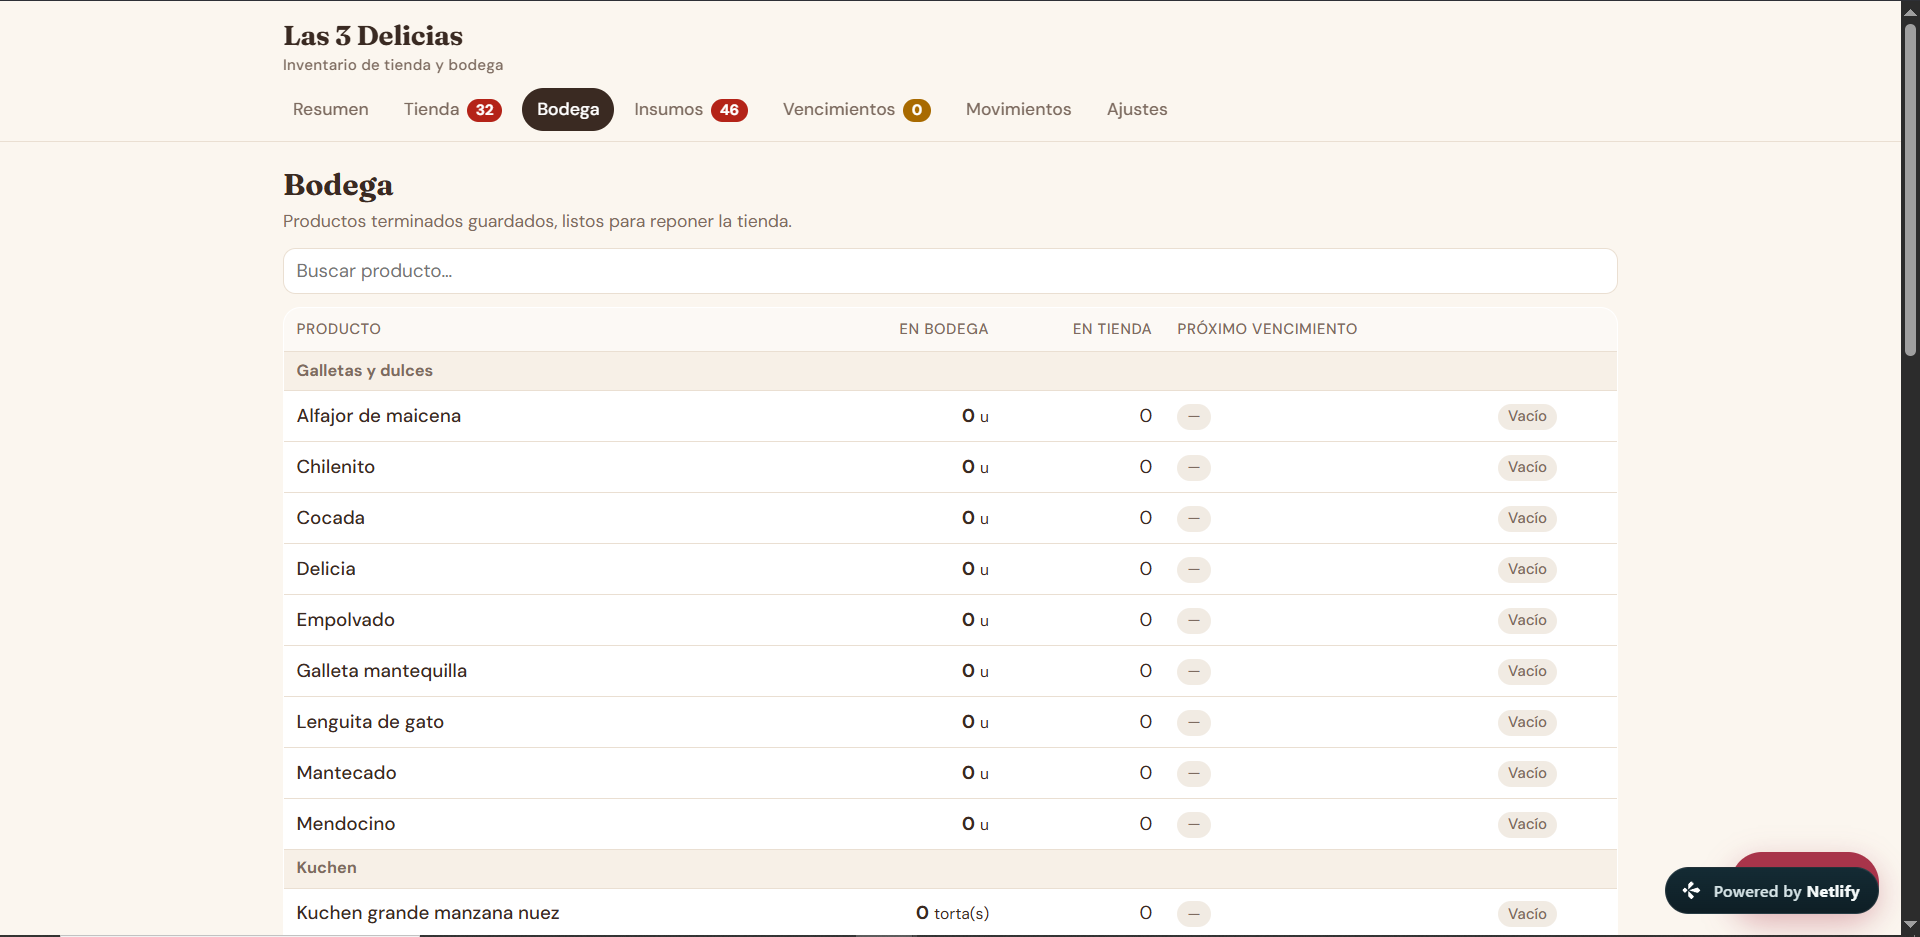 Las 3 Delicias
Inventario de tienda y bodega
Resumen Tienda 32 Bodega Insumos 46 Vencimientos 0 Movimientos Ajustes
Bodega
Productos terminados guardados, listos para reponer la tienda.
Buscar producto...
PRODUCTO EN BODEGA EN TIENDA PRÓXIMO VENCIMIENTO
Galletas y dulces
Alfajor de maicena 0 u 0 — Vacío
Chilenito 0 u 0 — Vacío
Cocada 0 u 0 — Vacío
Delicia 0 u 0 — Vacío
Empolvado 0 u 0 — Vacío
Galleta mantequilla 0 u 0 — Vacío
Lenguita de gato 0 u 0 — Vacío
Mantecado 0 u 0 — Vacío
Mendocino 0 u 0 — Vacío
Kuchen
Kuchen grande manzana nuez 0 torta(s) 0 — Vacío
Powered by Netlify